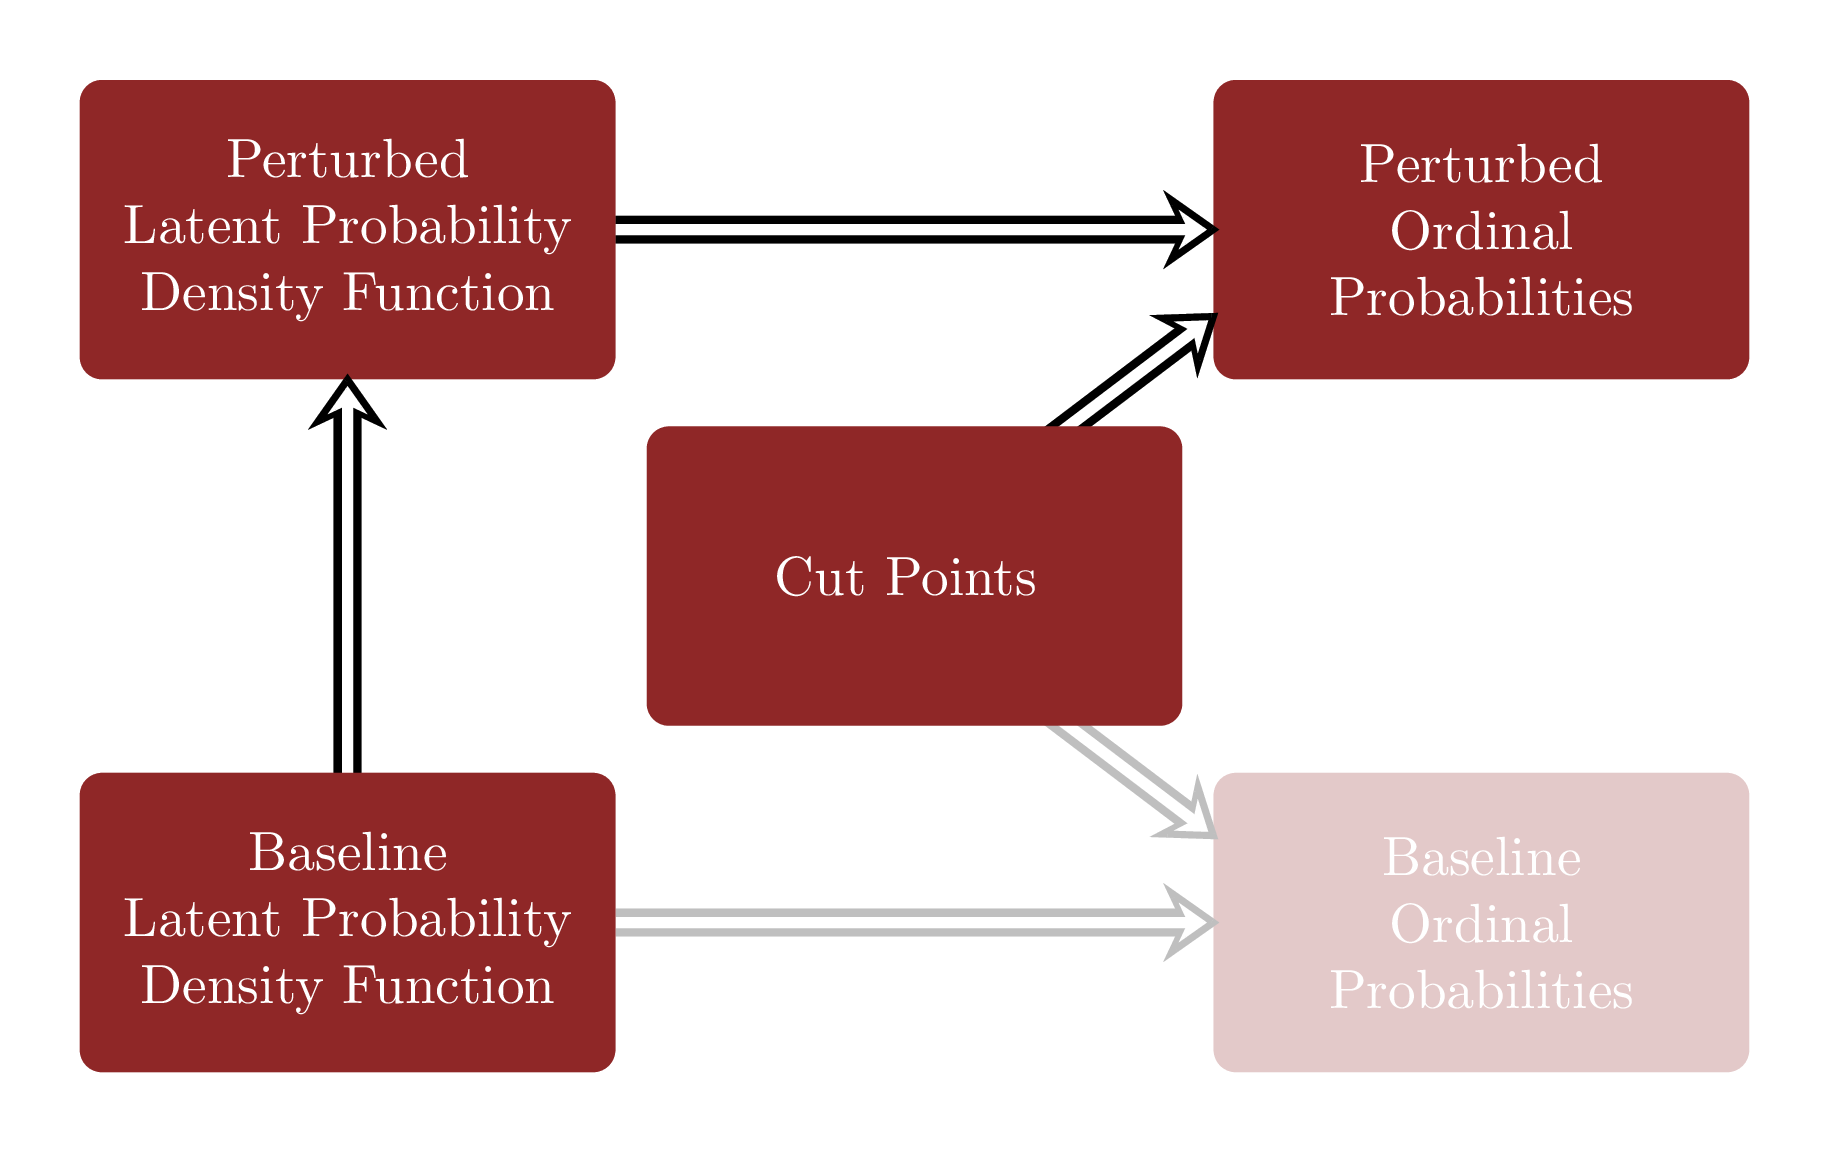 Perturbed
Latent Probability
Density Function
Perturbed
Ordinal
Probabilities
Cut Points
Baseline
Latent Probability
Density Function
Baseline
Ordinal
Probabilities